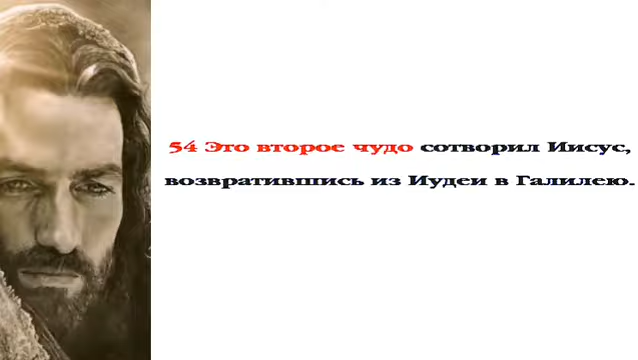 54 Это второе чудо сотворил Иисус,
возвратившись из Иудеи в Галилею.